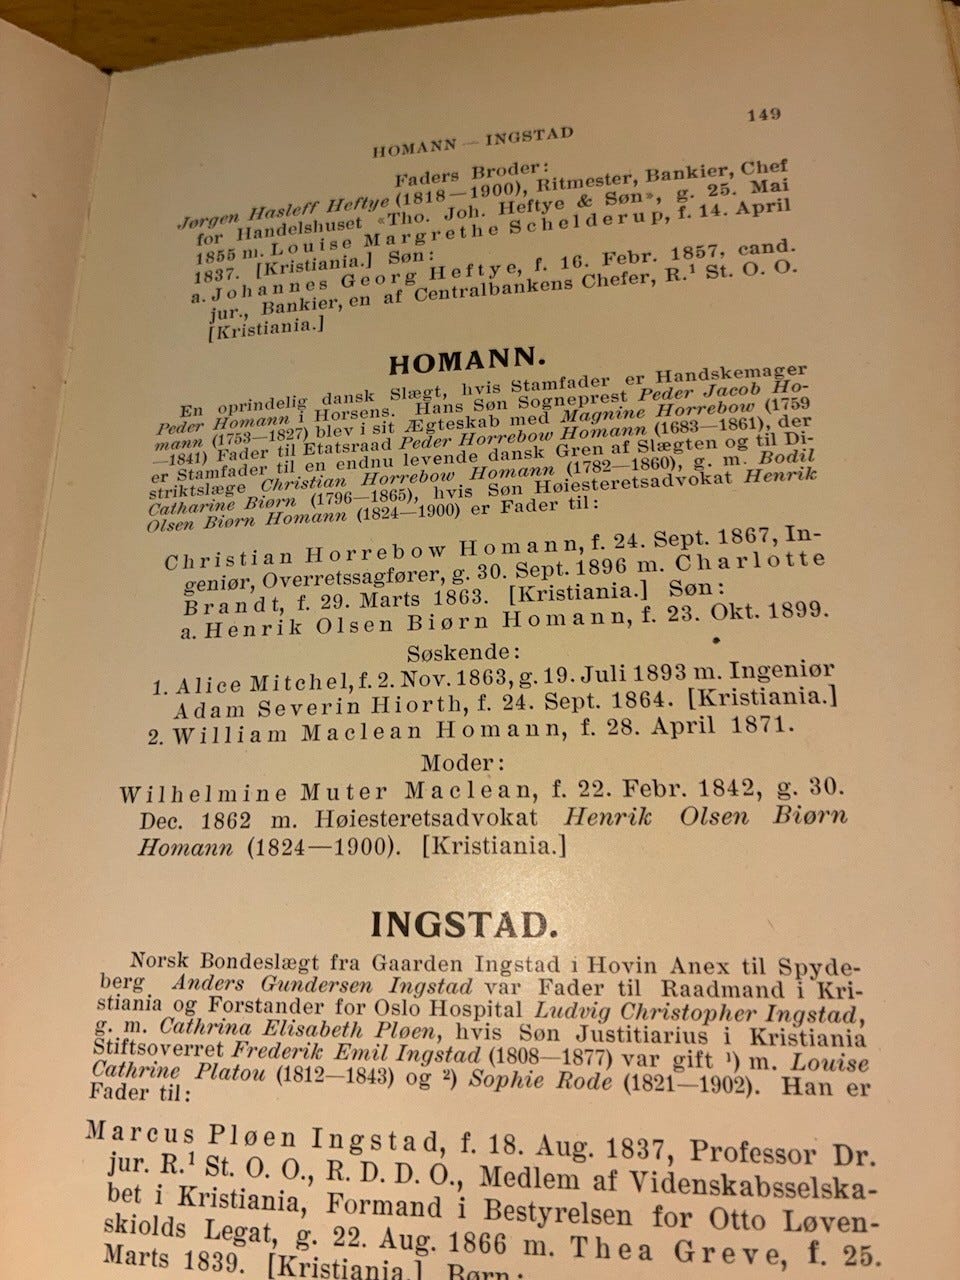 149
HOMANN — INGSTAD
Faders Broder:
Jørgen Hasleff Heftye (1818—1900), Ritmester, Bankier, Chef
for Handelshuset «Tho. Joh. Heftye & Søn», g. 25. Mai
1855 m. Louise Margrethe Schelderup, f. 14. April
1837. [Kristiania.] Søn:
a. Johannes Georg Heftye, f. 16. Febr. 1857, cand.
jur., Bankier, en af Centralbankens Chefer, R.¹ St. O. O.
[Kristiania.]
HOMANN.
En oprindelig dansk Slægt, hvis Stamfader er Handskemager
Peder Homann i Horsens. Hans Søn Sogneprest Peder Jacob Ho-
mann (1753—1827) blev i sit Ægteskab med Magnine Horrebow (1759
—1841) Fader til Etatsraad Peder Horrebow Homann (1683—1861), der
er Stamfader til en endnu levende dansk Gren af Slægten og til Di-
striktslæge Christian Horrebow Homann (1782—1860), g. m. Bodil
Catharine Biørn (1796—1865), hvis Søn Høiesteretsadvokat Henrik
Olsen Biørn Homann (1824—1900) er Fader til:
Christian Horrebow Homann, f. 24. Sept. 1867, In-
geniør, Overretssagfører, g. 30. Sept. 1896 m. Charlotte
Brandt, f. 29. Marts 1863. [Kristiania.] Søn:
a. Henrik Olsen Biørn Homann, f. 23. Okt. 1899.
Søskende:
1. Alice Mitchel, f. 2. Nov. 1863, g. 19. Juli 1893 m. Ingeniør
Adam Severin Hiorth, f. 24. Sept. 1864. [Kristiania.]
2. William Maclean Homann, f. 28. April 1871.
Moder:
Wilhelmine Muter Maclean, f. 22. Febr. 1842, g. 30.
Dec. 1862 m. Høiesteretsadvokat Henrik Olsen Biørn
Homann (1824—1900). [Kristiania.]
INGSTAD.
Norsk Bondeslægt fra Gaarden Ingstad i Hovin Anex til Spyde-
berg Anders Gundersen Ingstad var Fader til Raadmand i Kri-
stiania og Forstander for Oslo Hospital Ludvig Christopher Ingstad,
g. m. Cathrina Elisabeth Pløen, hvis Søn Justitiarius i Kristiania
Stiftsoverret Frederik Emil Ingstad (1808—1877) var gift ¹) m. Louise
Cathrine Platou (1812—1843) og ²) Sophie Rode (1821—1902). Han er
Fader til:
Marcus Pløen Ingstad, f. 18. Aug. 1837, Professor Dr.
jur. R.¹ St. O. O., R. D. D. O., Medlem af Videnskabsselska-
bet i Kristiania, Formand i Bestyrelsen for Otto Løven-
skiolds Legat, g. 22. Aug. 1866 m. Thea Greve, f. 25.
Marts 1839. [Kristiania.] Børn: